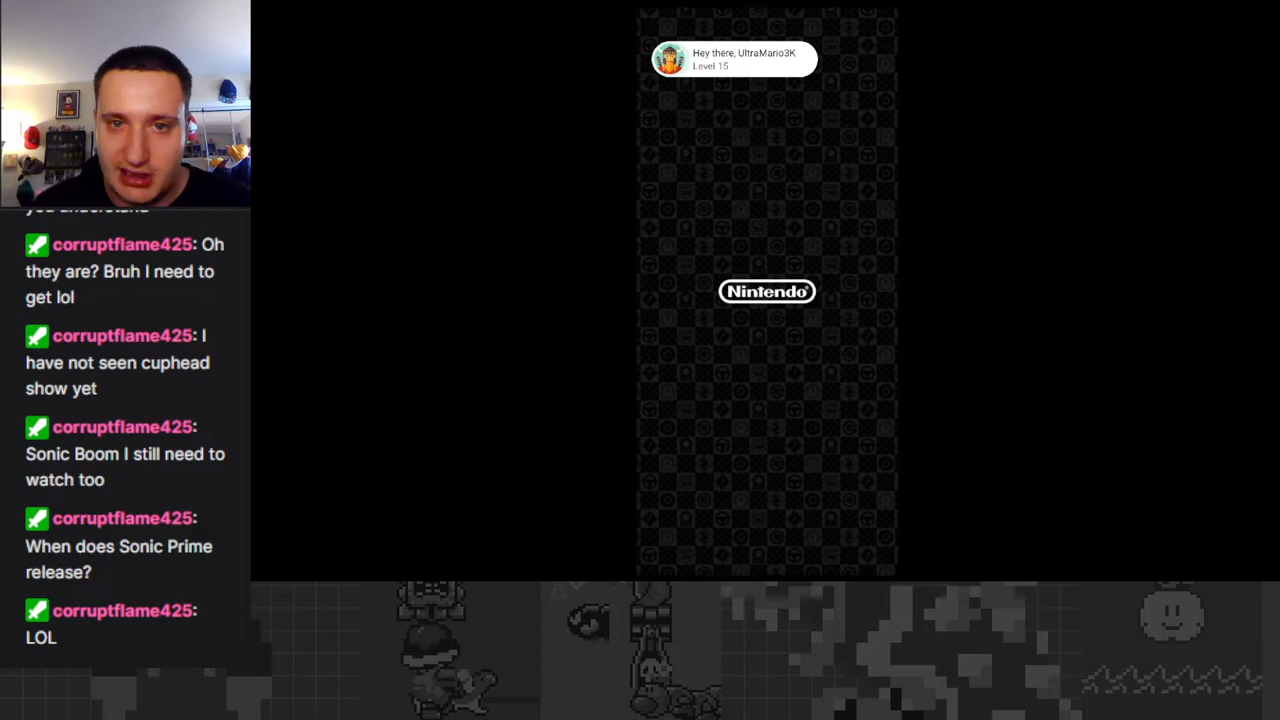 Hey there, UltraMario3K
Level 15
Nintendo®
you understand
corruptflame425: Oh
they are? Bruh I need to
get lol
corruptflame425: I
have not seen cuphead
show yet
corruptflame425:
Sonic Boom I still need to
watch too
corruptflame425:
When does Sonic Prime
release?
corruptflame425:
LOL